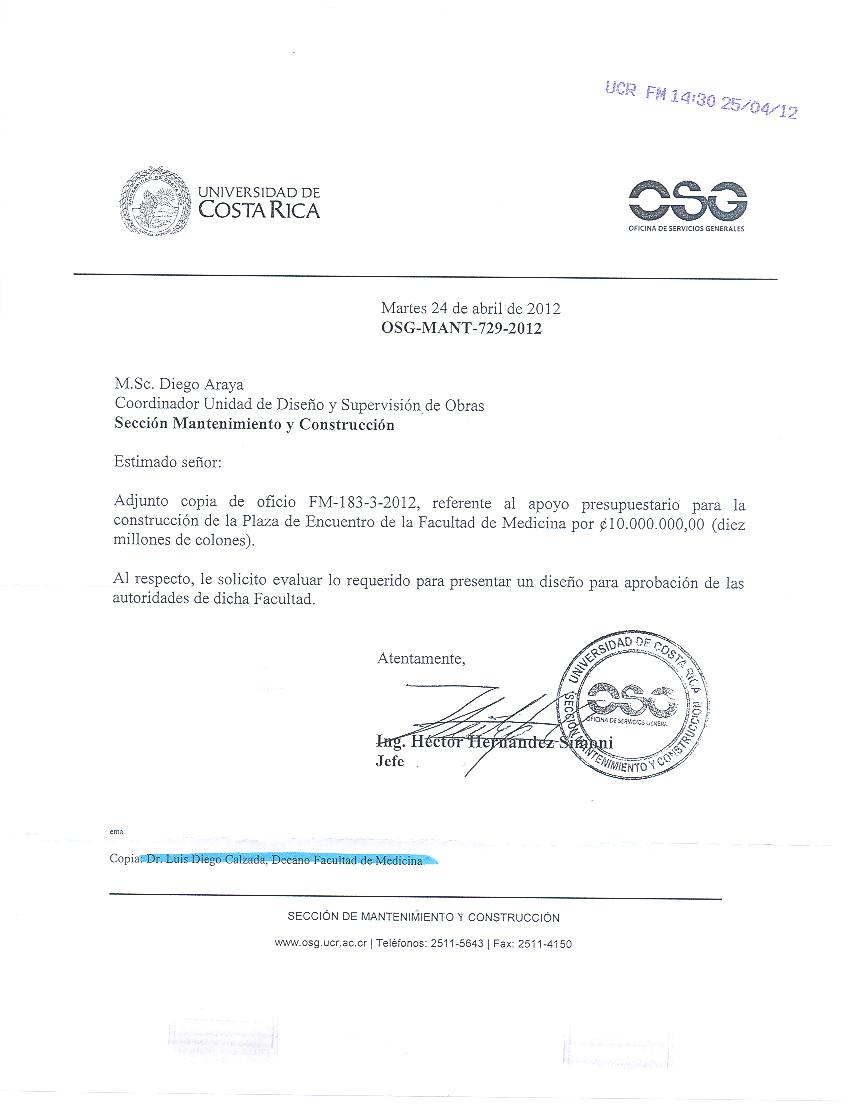 UCR FM 14:30 25/04/12
UNIVERSIDAD DE
COSTA RICA
OSG
OFICINA DE SERVICIOS GENERALES
Martes 24 de abril de 2012
OSG-MANT-729-2012
M.Sc. Diego Araya
Coordinador Unidad de Diseño y Supervisión de Obras
Sección Mantenimiento y Construcción
Estimado señor:
Adjunto copia de oficio FM-183-3-2012, referente al apoyo presupuestario para la
construcción de la Plaza de Encuentro de la Facultad de Medicina por ¢10.000.000,00 (diez
millones de colones).
Al respecto, le solicito evaluar lo requerido para presentar un diseño para aprobación de las
autoridades de dicha Facultad.
Atentamente,
UNIVERSIDAD DE COSTA RICA
OSG
OFICINA DE SERVICIOS GENERALES
SECCIÓN MANTENIMIENTO Y CONSTRUCCIÓN
Ing. Héctor Hernández Simoni
Jefe
ema
Copia: Dr. Luis Diego Calzada, Decano Facultad de Medicina
SECCIÓN DE MANTENIMIENTO Y CONSTRUCCIÓN
www.osg.ucr.ac.cr | Teléfonos: 2511-5643 | Fax: 2511-4150